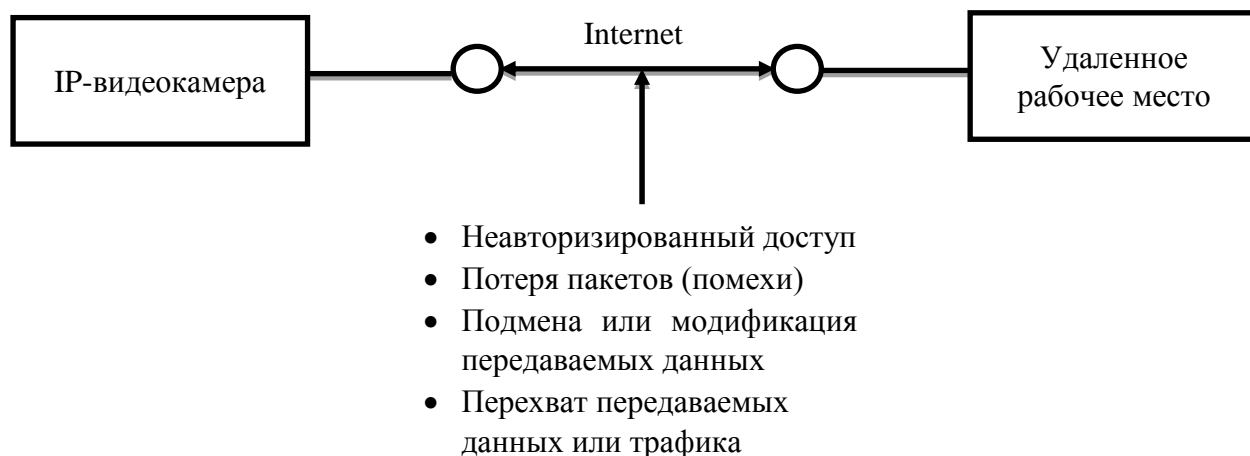 Internet
IP-видеокамера
Удаленное
рабочее место
• Неавторизированный доступ
• Потеря пакетов (помехи)
• Подмена или модификация
передаваемых данных
• Перехват передаваемых
данных или трафика